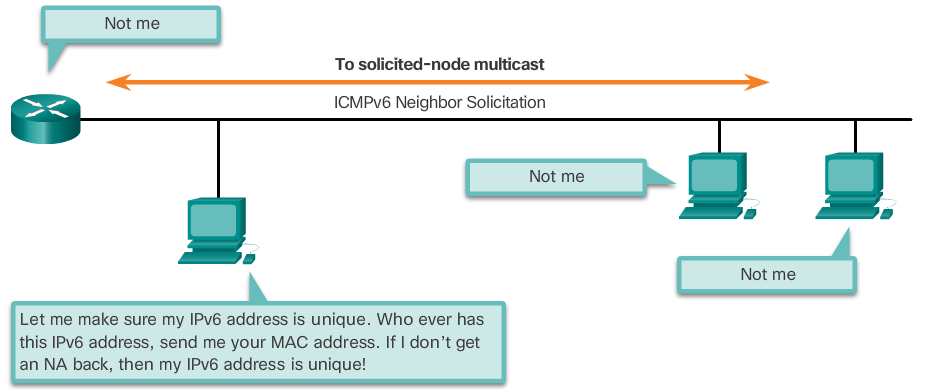 Not me
To solicited-node multicast
ICMPv6 Neighbor Solicitation
Not me
Not me
Let me make sure my IPv6 address is unique. Who ever has
this IPv6 address, send me your MAC address. If I don't get
an NA back, then my IPv6 address is unique!